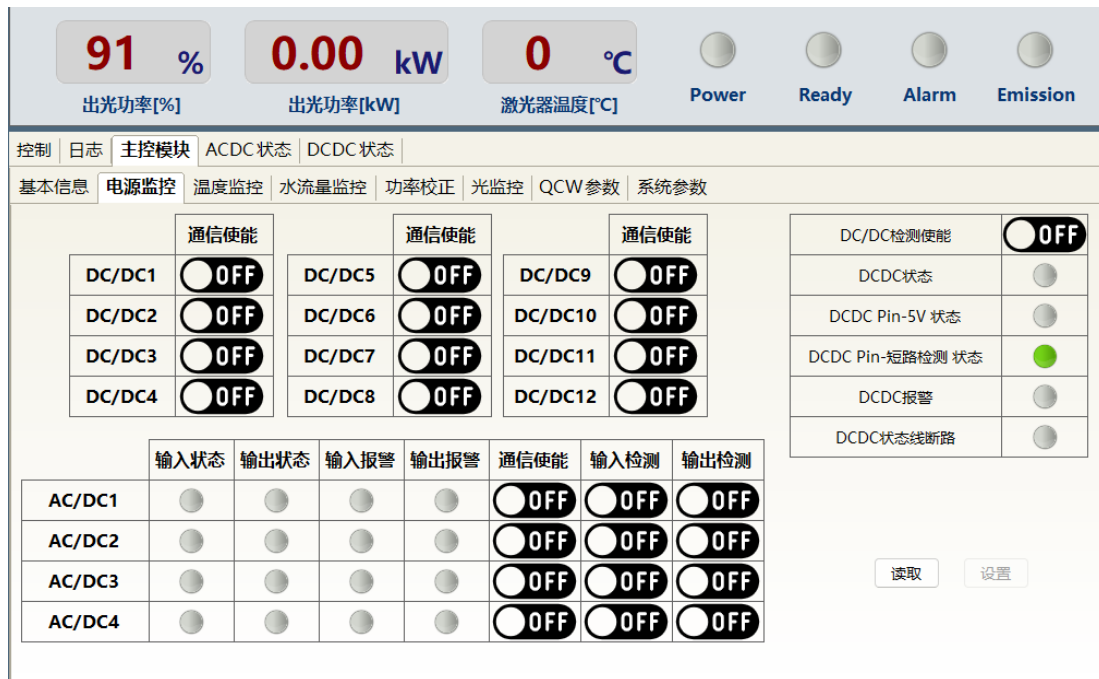 91 % 0.00 kW 0 ℃
出光功率[%] 出光功率[kW] 激光器温度[℃] Power Ready Alarm Emission
控制 日志 主控模块 ACDC状态 DCDC状态
基本信息 电源监控 温度监控 水流量监控 功率校正 光监控 QCW参数 系统参数
通信使能 通信使能 通信使能 DC/DC检测使能 OFF
DC/DC1 OFF DC/DC5 OFF DC/DC9 OFF DCDC状态
DC/DC2 OFF DC/DC6 OFF DC/DC10 OFF DCDC Pin-5V 状态
DC/DC3 OFF DC/DC7 OFF DC/DC11 OFF DCDC Pin-短路检测 状态
DC/DC4 OFF DC/DC8 OFF DC/DC12 OFF DCDC报警
DCDC状态线断路
输入状态 输出状态 输入报警 输出报警 通信使能 输入检测 输出检测
AC/DC1 OFF OFF OFF
AC/DC2 OFF OFF OFF
AC/DC3 OFF OFF OFF
读取 设置
AC/DC4 OFF OFF OFF